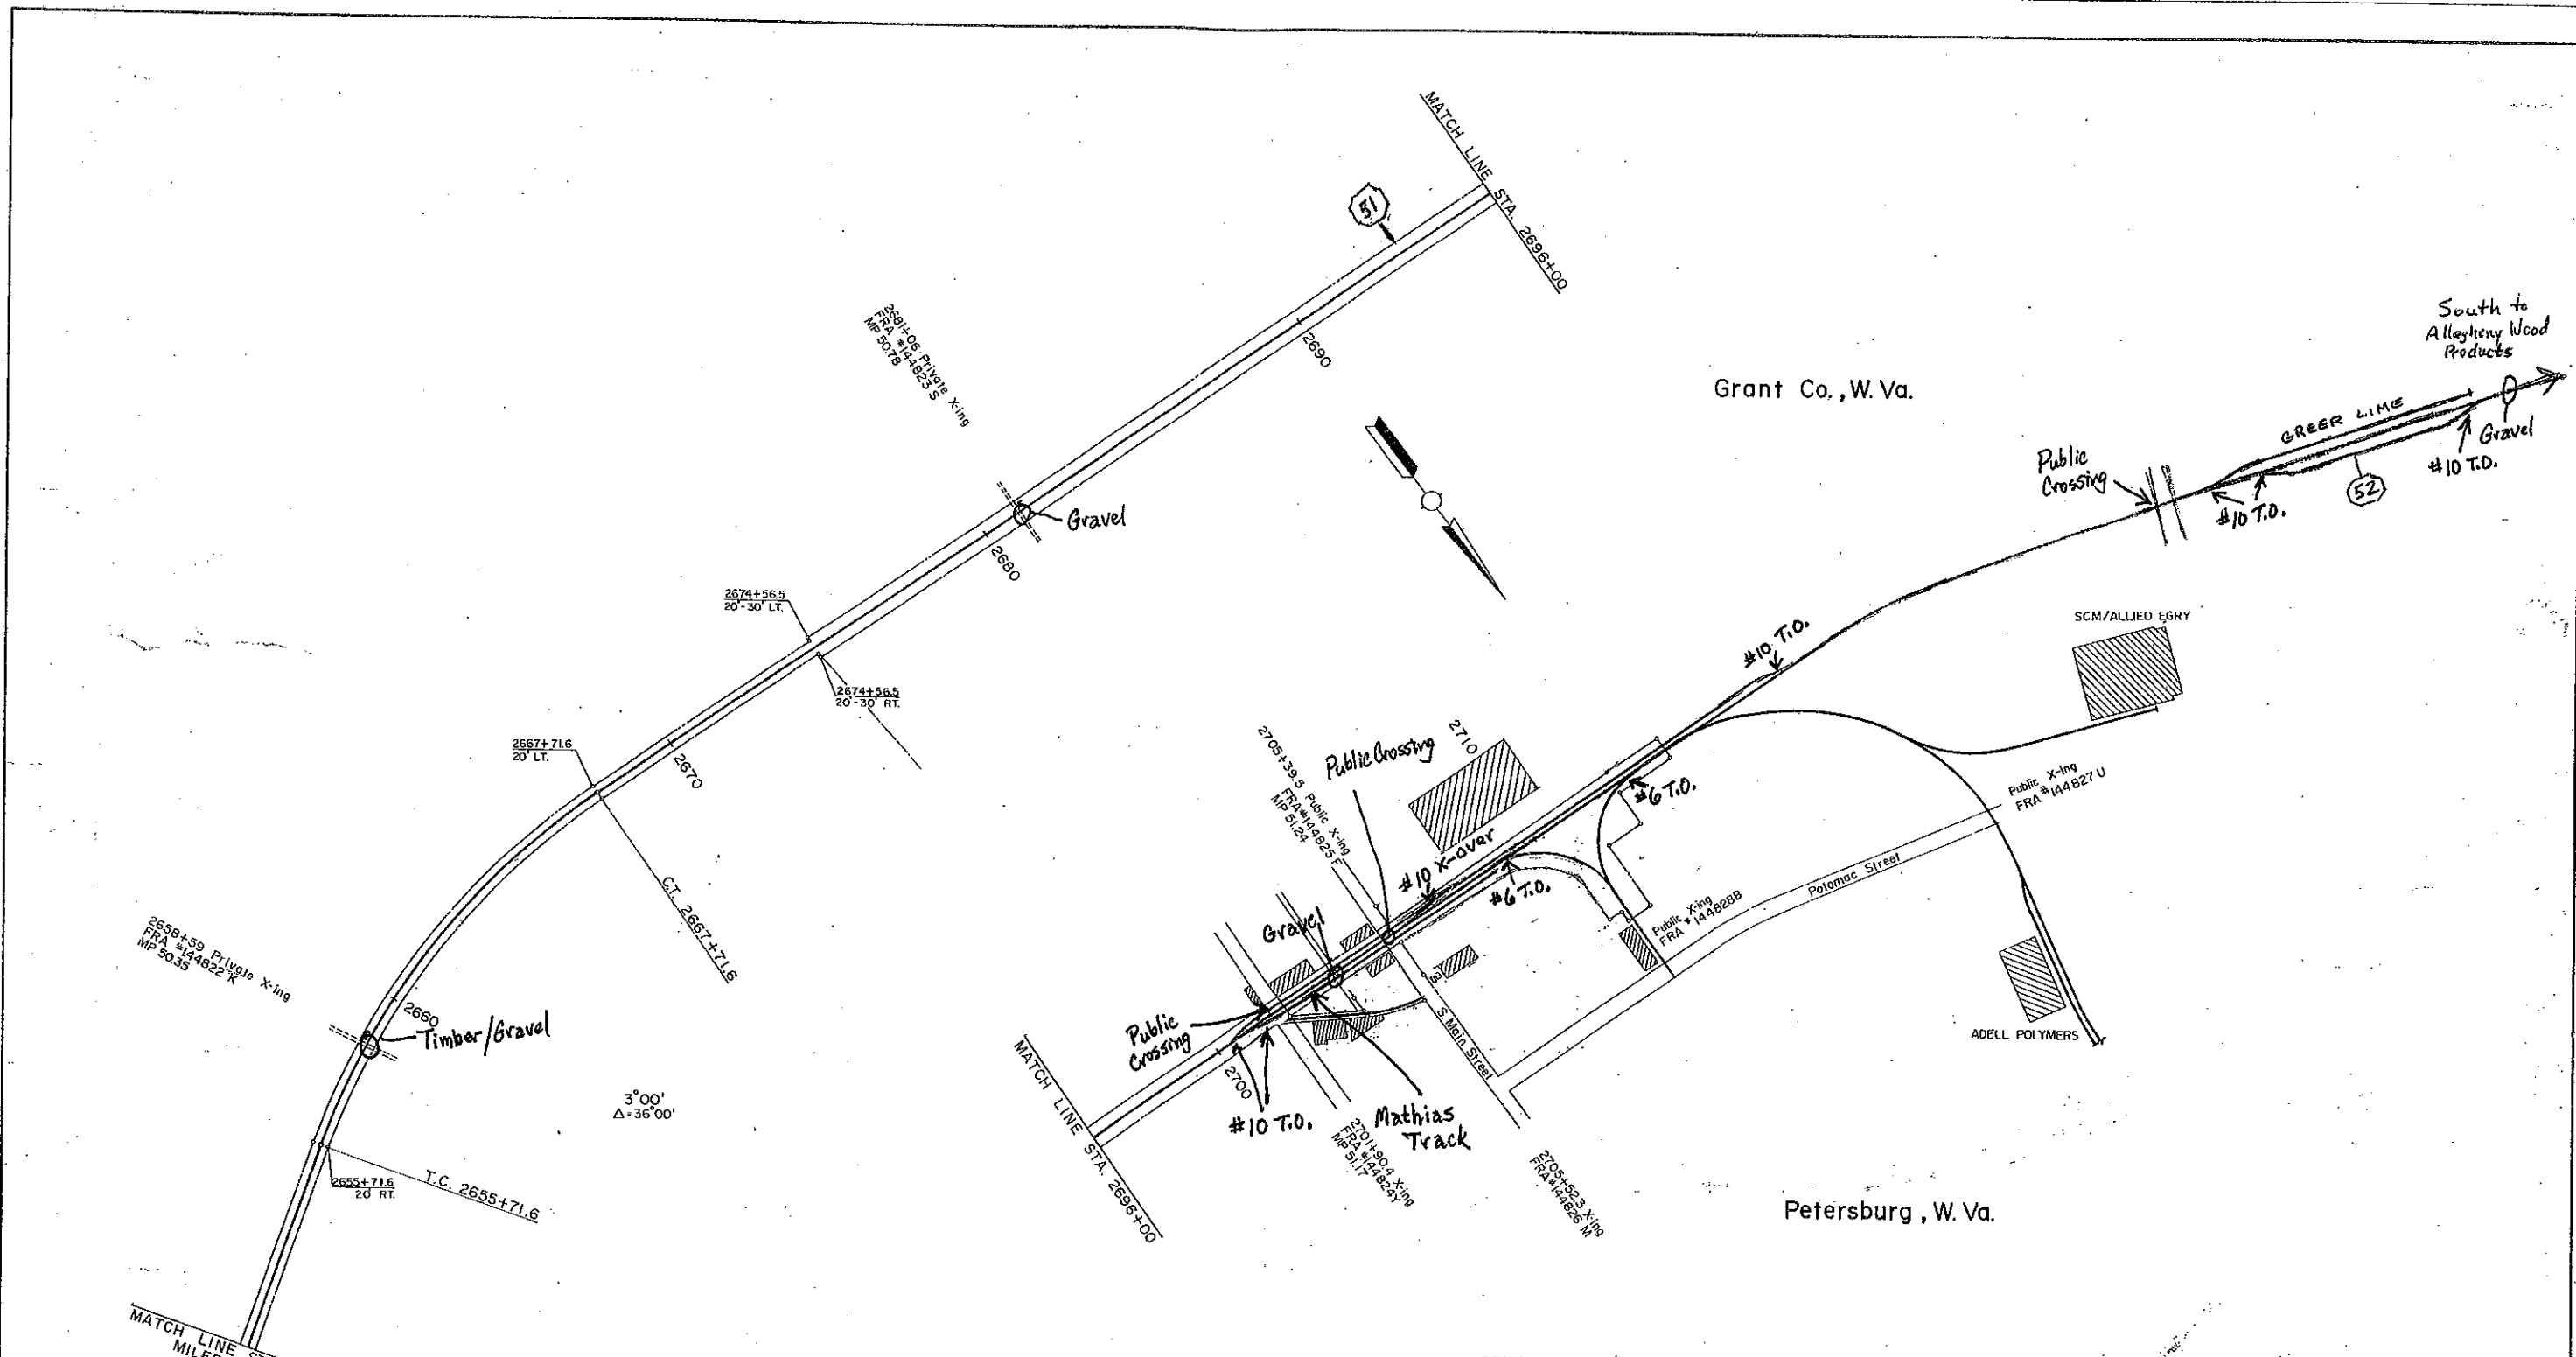 MATCH LINE STA. 2696+00
51
2681+06 Private X-ing
FRA #144823 S
MP 50.78
2690
Gravel
2680
Grant Co., W. Va.
South to
Allegheny Wood
Products
GREER LIME
Gravel
#10 T.O.
52
Public
Crossing
#10 T.O.
2674+56.5
20'-30' LT.
2674+56.5
20'-30' RT.
2667+71.6
20' LT.
2670
C.T. 2667+71.6
2658+59 Private X-ing
FRA #144822 K
MP 50.35
2660
Timber/Gravel
3°00'
Δ=36°00'
2655+71.6
20' RT.
T.C. 2655+71.6
MATCH LINE
SCM/ALLIED EGRY
#10 T.O.
2710
Public Crossing
2705+39.5 Public X-ing
FRA #144825 F
MP 51.24
#6 T.O.
#10 X-over
#6 T.O.
Gravel
Public X-ing
FRA #144827 U
Potomac Street
Public X-ing
FRA #144828B
S. Main Street
ADELL POLYMERS
Public
Crossing
2700
#10 T.O.
Mathias
Track
MATCH LINE STA. 2696+00
2701+90.4 X-ing
FRA #144824Y
MP 51.17
2705+52.3 X-ing
FRA #144826 M
Petersburg, W. Va.